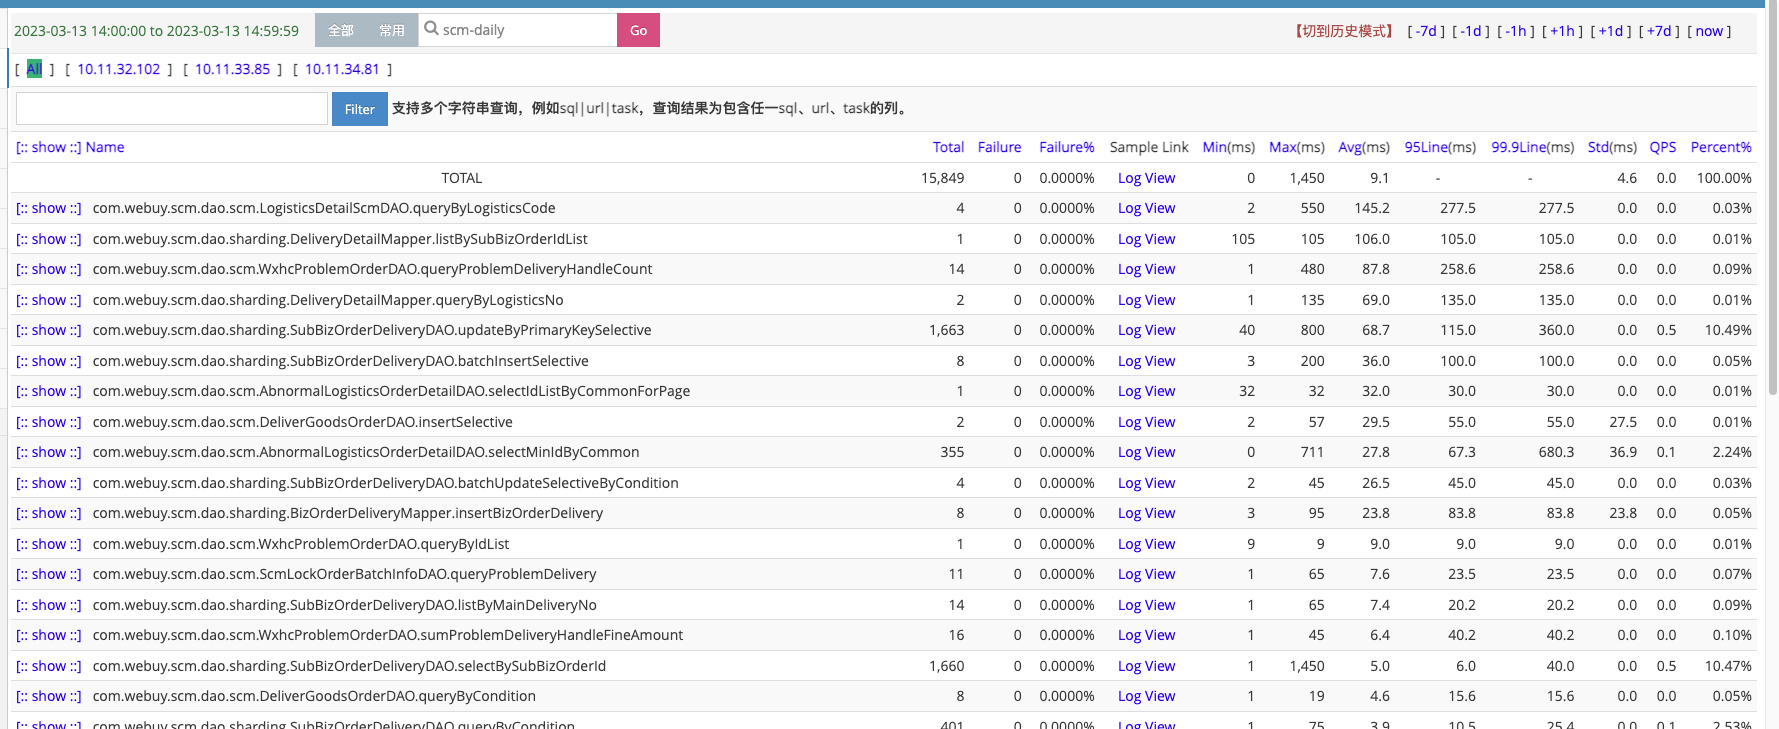 2023-03-13 14:00:00 to 2023-03-13 14:59:59 全部 常用 scm-daily Go 【切到历史模式】 [ -7d ] [ -1d ] [ -1h ] [ +1h ] [ +1d ] [ +7d ] [ now ]
[ All ] [ 10.11.32.102 ] [ 10.11.33.85 ] [ 10.11.34.81 ]
Filter 支持多个字符串查询，例如sql|url|task，查询结果为包含任一sql、url、task的列。
[:: show ::] Name Total Failure Failure% Sample Link Min(ms) Max(ms) Avg(ms) 95Line(ms) 99.9Line(ms) Std(ms) QPS Percent%
TOTAL 15,849 0 0.0000% Log View 0 1,450 9.1 - - 4.6 0.0 100.00%
[:: show ::] com.webuy.scm.dao.scm.LogisticsDetailScmDAO.queryByLogisticsCode 4 0 0.0000% Log View 2 550 145.2 277.5 277.5 0.0 0.0 0.03%
[:: show ::] com.webuy.scm.dao.sharding.DeliveryDetailMapper.listBySubBizOrderIdList 1 0 0.0000% Log View 105 105 106.0 105.0 105.0 0.0 0.0 0.01%
[:: show ::] com.webuy.scm.dao.scm.WxhcProblemOrderDAO.queryProblemDeliveryHandleCount 14 0 0.0000% Log View 1 480 87.8 258.6 258.6 0.0 0.0 0.09%
[:: show ::] com.webuy.scm.dao.sharding.DeliveryDetailMapper.queryByLogisticsNo 2 0 0.0000% Log View 1 135 69.0 135.0 135.0 0.0 0.0 0.01%
[:: show ::] com.webuy.scm.dao.sharding.SubBizOrderDeliveryDAO.updateByPrimaryKeySelective 1,663 0 0.0000% Log View 40 800 68.7 115.0 360.0 0.0 0.5 10.49%
[:: show ::] com.webuy.scm.dao.sharding.SubBizOrderDeliveryDAO.batchInsertSelective 8 0 0.0000% Log View 3 200 36.0 100.0 100.0 0.0 0.0 0.05%
[:: show ::] com.webuy.scm.dao.scm.AbnormalLogisticsOrderDetailDAO.selectIdListByCommonForPage 1 0 0.0000% Log View 32 32 32.0 30.0 30.0 0.0 0.0 0.01%
[:: show ::] com.webuy.scm.dao.scm.DeliverGoodsOrderDAO.insertSelective 2 0 0.0000% Log View 2 57 29.5 55.0 55.0 27.5 0.0 0.01%
[:: show ::] com.webuy.scm.dao.scm.AbnormalLogisticsOrderDetailDAO.selectMinIdByCommon 355 0 0.0000% Log View 0 711 27.8 67.3 680.3 36.9 0.1 2.24%
[:: show ::] com.webuy.scm.dao.sharding.SubBizOrderDeliveryDAO.batchUpdateSelectiveByCondition 4 0 0.0000% Log View 2 45 26.5 45.0 45.0 0.0 0.0 0.03%
[:: show ::] com.webuy.scm.dao.sharding.BizOrderDeliveryMapper.insertBizOrderDelivery 8 0 0.0000% Log View 3 95 23.8 83.8 83.8 23.8 0.0 0.05%
[:: show ::] com.webuy.scm.dao.scm.WxhcProblemOrderDAO.queryByIdList 1 0 0.0000% Log View 9 9 9.0 9.0 9.0 0.0 0.0 0.01%
[:: show ::] com.webuy.scm.dao.scm.ScmLockOrderBatchInfoDAO.queryProblemDelivery 11 0 0.0000% Log View 1 65 7.6 23.5 23.5 0.0 0.0 0.07%
[:: show ::] com.webuy.scm.dao.sharding.SubBizOrderDeliveryDAO.listByMainDeliveryNo 14 0 0.0000% Log View 1 65 7.4 20.2 20.2 0.0 0.0 0.09%
[:: show ::] com.webuy.scm.dao.scm.WxhcProblemOrderDAO.sumProblemDeliveryHandleFineAmount 16 0 0.0000% Log View 1 45 6.4 40.2 40.2 0.0 0.0 0.10%
[:: show ::] com.webuy.scm.dao.sharding.SubBizOrderDeliveryDAO.selectBySubBizOrderId 1,660 0 0.0000% Log View 1 1,450 5.0 6.0 40.0 0.0 0.5 10.47%
[:: show ::] com.webuy.scm.dao.scm.DeliverGoodsOrderDAO.queryByCondition 8 0 0.0000% Log View 1 19 4.6 15.6 15.6 0.0 0.0 0.05%
[:: show ::] com.webuy.scm.dao.sharding.SubBizOrderDeliveryDAO.queryByCondition 401 0 0.0000% Log View 1 75 3.9 10.5 25.4 0.0 0.1 2.53%